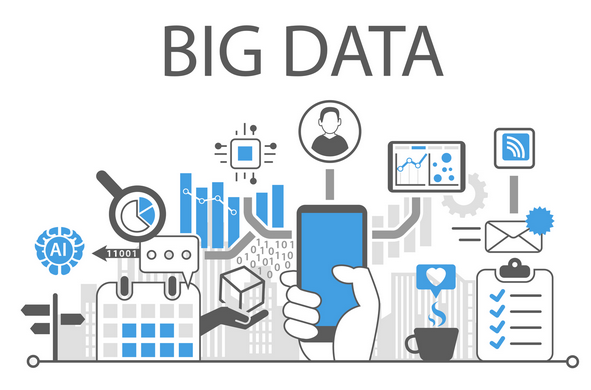 BIG DATA
AI
11001